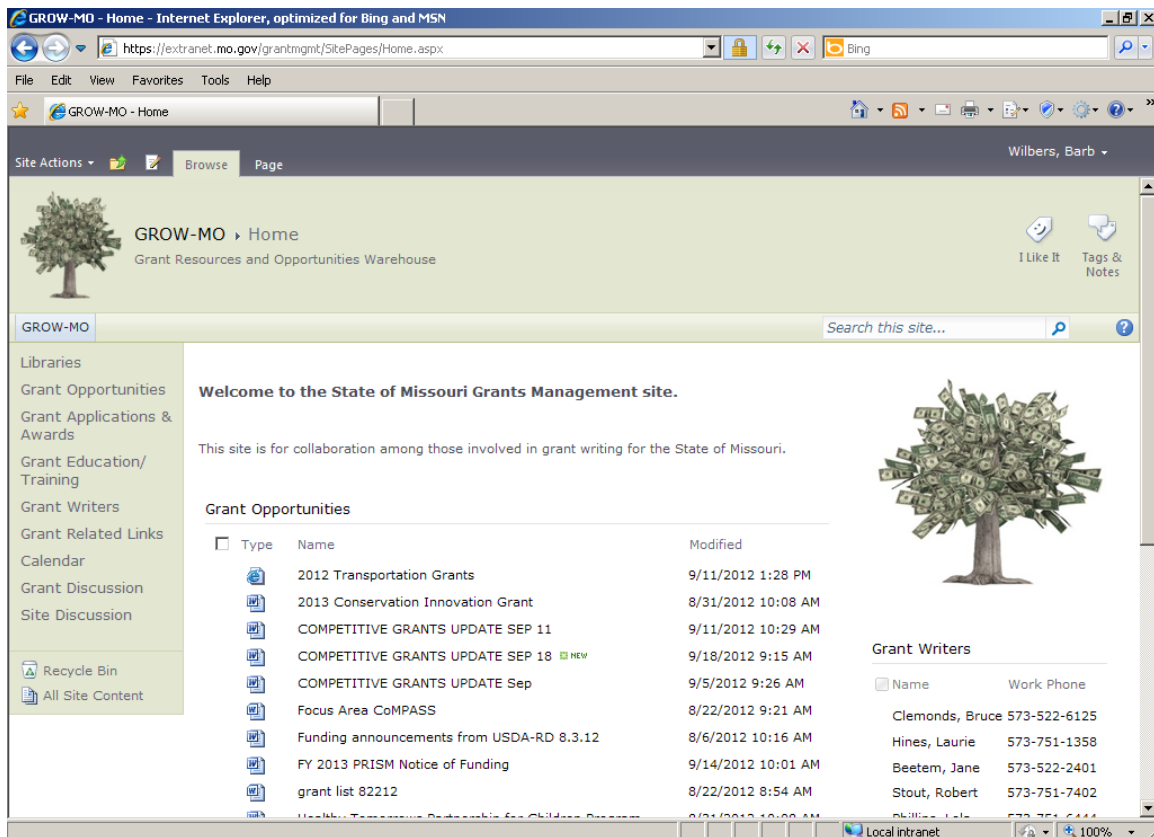 GROW-MO - Home - Internet Explorer, optimized for Bing and MSN
https://extranet.mo.gov/grantmgmt/SitePages/Home.aspx
Bing
File Edit View Favorites Tools Help
GROW-MO - Home
Site Actions
Browse
Page
Wilbers, Barb
GROW-MO Home
Grant Resources and Opportunities Warehouse
I Like It
Tags &
Notes
GROW-MO
Search this site...
Libraries
Grant Opportunities
Grant Applications &
Awards
Grant Education/
Training
Grant Writers
Grant Related Links
Calendar
Grant Discussion
Site Discussion
Recycle Bin
All Site Content
Welcome to the State of Missouri Grants Management site.
This site is for collaboration among those involved in grant writing for the State of Missouri.
Grant Opportunities
Type Name Modified
2012 Transportation Grants 9/11/2012 1:28 PM
2013 Conservation Innovation Grant 8/31/2012 10:08 AM
COMPETITIVE GRANTS UPDATE SEP 11 9/11/2012 10:29 AM
COMPETITIVE GRANTS UPDATE SEP 18 NEW 9/18/2012 9:15 AM
COMPETITIVE GRANTS UPDATE Sep 9/5/2012 9:26 AM
Focus Area CoMPASS 8/22/2012 9:21 AM
Funding announcements from USDA-RD 8.3.12 8/6/2012 10:16 AM
FY 2013 PRISM Notice of Funding 9/14/2012 10:01 AM
grant list 82212 8/22/2012 8:54 AM
Healthy Tomorrows Partnership for Children Program 8/31/2012 10:08 AM
Grant Writers
Name Work Phone
Clemonds, Bruce 573-522-6125
Hines, Laurie 573-751-1358
Beetem, Jane 573-522-2401
Stout, Robert 573-751-7402
Local intranet
100%